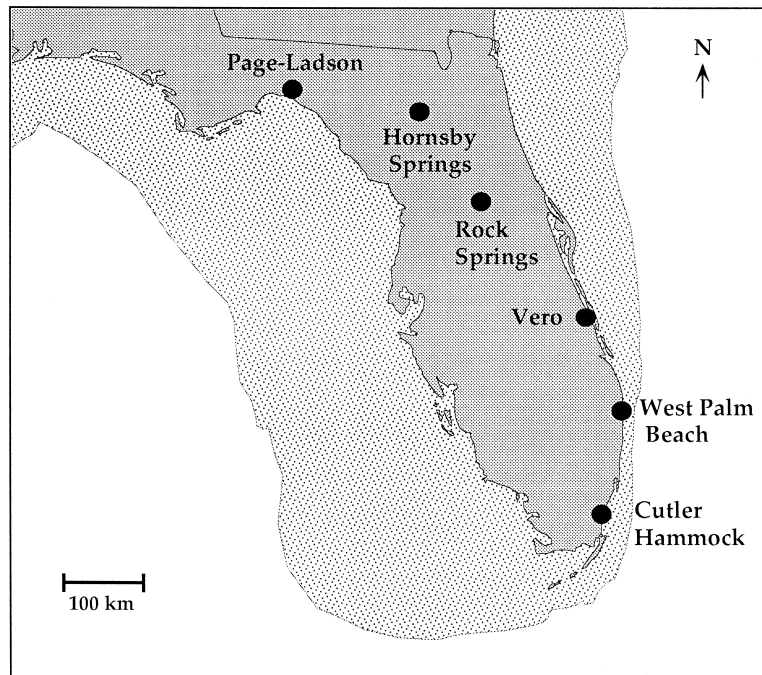 N
Page-Ladson
Hornsby
Springs
Rock
Springs
Vero
West Palm
Beach
Cutler
Hammock
100 km